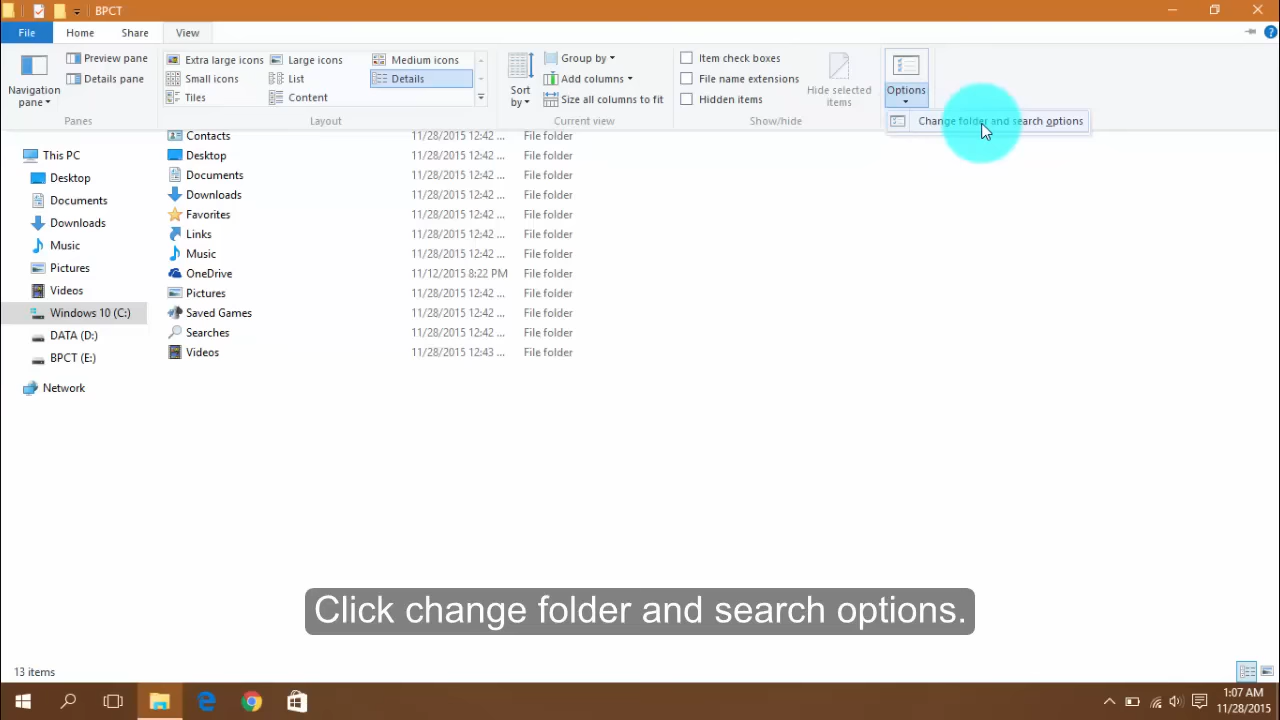 BPCT
File Home Share View
Navigation pane
Preview pane
Details pane
Panes
Extra large icons Large icons Medium icons
Small icons List Details
Tiles Content
Layout
Sort by
Group by
Add columns
Size all columns to fit
Current view
Item check boxes
File name extensions
Hidden items
Hide selected items
Show/hide
Options
Change folder and search options
This PC
Desktop
Documents
Downloads
Music
Pictures
Videos
Windows 10 (C:)
DATA (D:)
BPCT (E:)
Network
Contacts 11/28/2015 12:42 ... File folder
Desktop 11/28/2015 12:42 ... File folder
Documents 11/28/2015 12:42 ... File folder
Downloads 11/28/2015 12:42 ... File folder
Favorites 11/28/2015 12:42 ... File folder
Links 11/28/2015 12:42 ... File folder
Music 11/28/2015 12:42 ... File folder
OneDrive 11/12/2015 8:22 PM File folder
Pictures 11/28/2015 12:42 ... File folder
Saved Games 11/28/2015 12:42 ... File folder
Searches 11/28/2015 12:42 ... File folder
Videos 11/28/2015 12:43 ... File folder
Click change folder and search options.
13 items
1:07 AM
11/28/2015